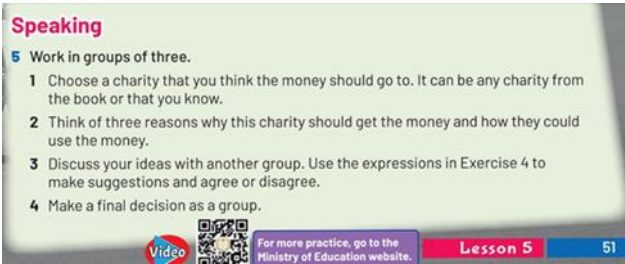 Speaking
5 Work in groups of three.
1 Choose a charity that you think the money should go to. It can be any charity from
the book or that you know.
2 Think of three reasons why this charity should get the money and how they could
use the money.
3 Discuss your ideas with another group. Use the expressions in Exercise 4 to
make suggestions and agree or disagree.
4 Make a final decision as a group.
Video
For more practice, go to the
Ministry of Education website.
Lesson 5
51